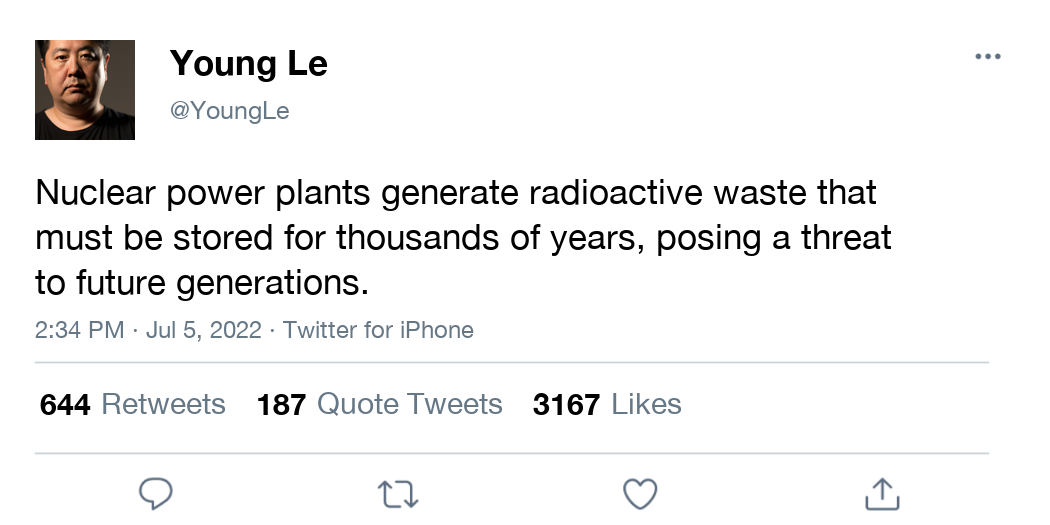 Young Le
@YoungLe
Nuclear power plants generate radioactive waste that
must be stored for thousands of years, posing a threat
to future generations.
2:34 PM · Jul 5, 2022 · Twitter for iPhone
644 Retweets 187 Quote Tweets 3167 Likes